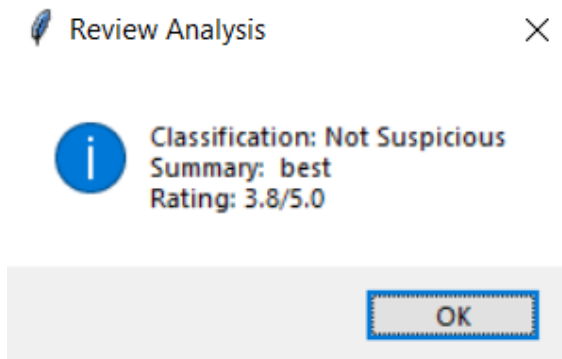 Review Analysis
Classification: Not Suspicious
Summary:  best
Rating: 3.8/5.0
OK